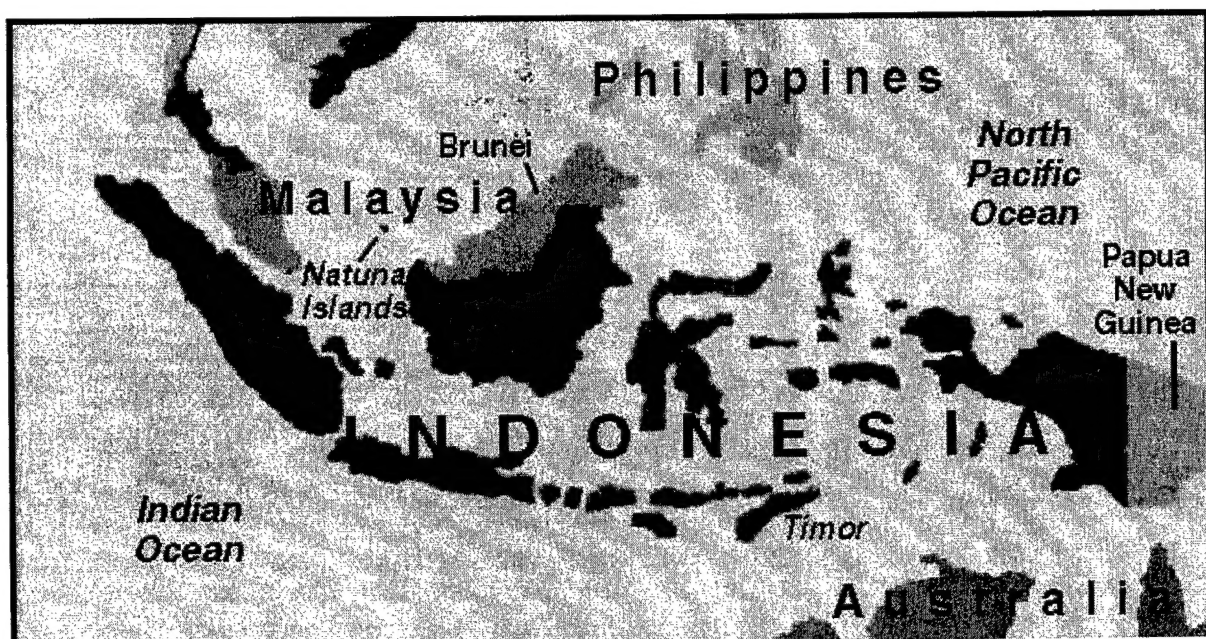 Philippines
Brunei
North
Pacific
Ocean
Malaysia
Natuna
Islands
Papua
New
Guinea
INDONESIA
Indian
Ocean
Timor
Australia